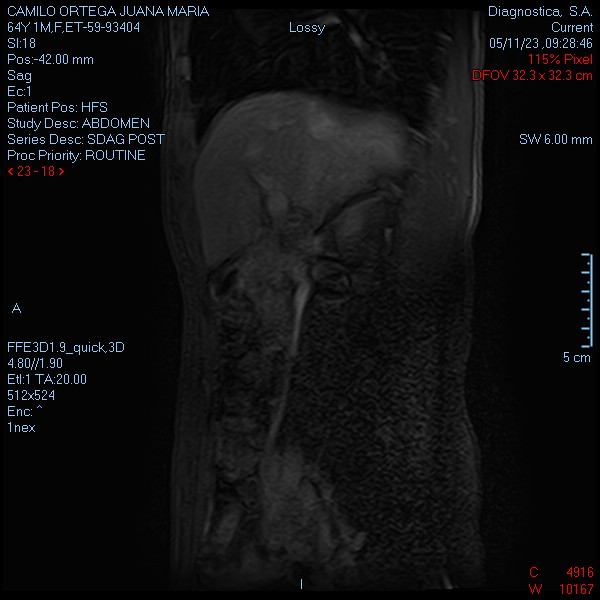 CAMILO ORTEGA JUANA MARIA
64Y 1M,F,ET-59-93404
Sl:18
Pos:-42.00 mm
Sag
Ec:1
Patient Pos: HFS
Study Desc: ABDOMEN
Series Desc: SDAG POST
Proc Priority: ROUTINE
< 23 - 18 >
Lossy
Diagnostica, S.A.
Current
05/11/23 ,09:28:46
115% Pixel
DFOV 32.3 x 32.3 cm
SW 6.00 mm
A
5 cm
FFE3D1.9_quick,3D
4.80//1.90
Etl:1 TA:20.00
512x524
Enc: ^
1nex
I
C 4916
W 10167